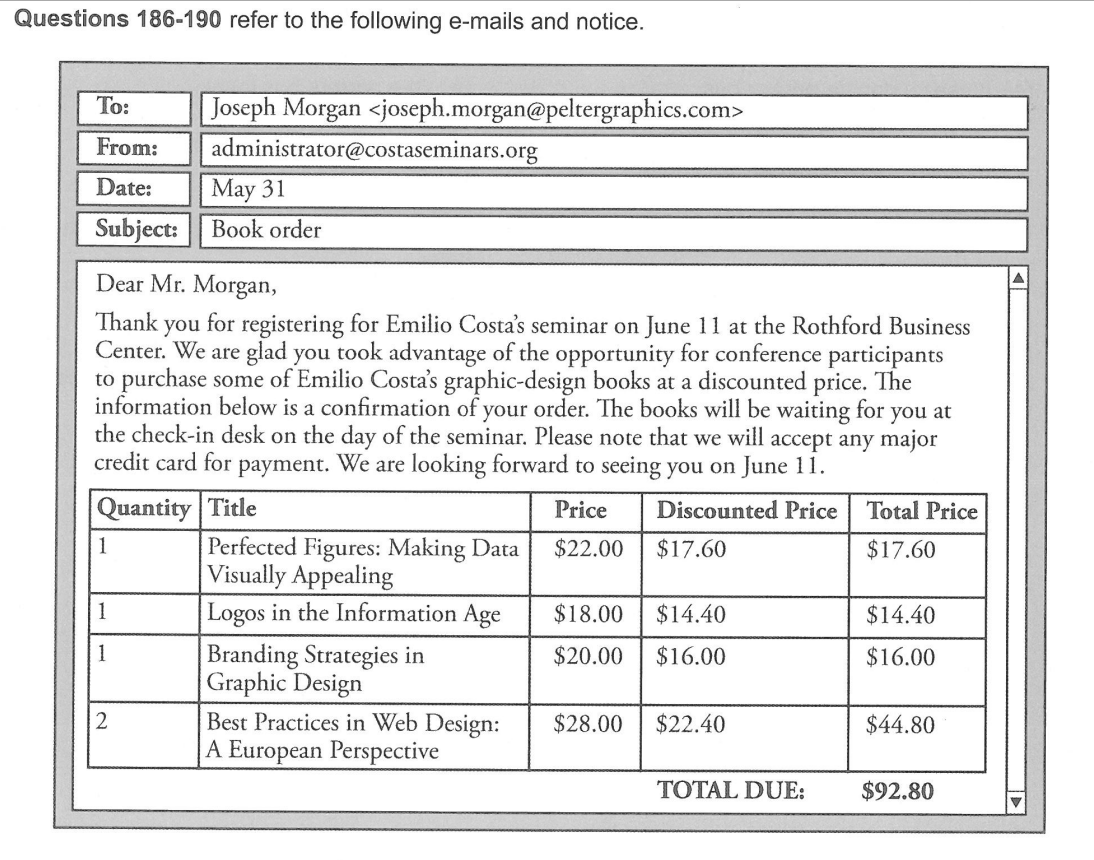 Questions 186-190 refer to the following e-mails and notice.
To: Joseph Morgan <joseph.morgan@peltergraphics.com>
From: administrator@costaseminars.org
Date: May 31
Subject: Book order
Dear Mr. Morgan,
Thank you for registering for Emilio Costa's seminar on June 11 at the Rothford Business
Center. We are glad you took advantage of the opportunity for conference participants
to purchase some of Emilio Costa's graphic-design books at a discounted price. The
information below is a confirmation of your order. The books will be waiting for you at
the check-in desk on the day of the seminar. Please note that we will accept any major
credit card for payment. We are looking forward to seeing you on June 11.
Quantity Title Price Discounted Price Total Price
1 Perfected Figures: Making Data $22.00 $17.60 $17.60
Visually Appealing
1 Logos in the Information Age $18.00 $14.40 $14.40
1 Branding Strategies in $20.00 $16.00 $16.00
Graphic Design
2 Best Practices in Web Design: $28.00 $22.40 $44.80
A European Perspective
TOTAL DUE: $92.80